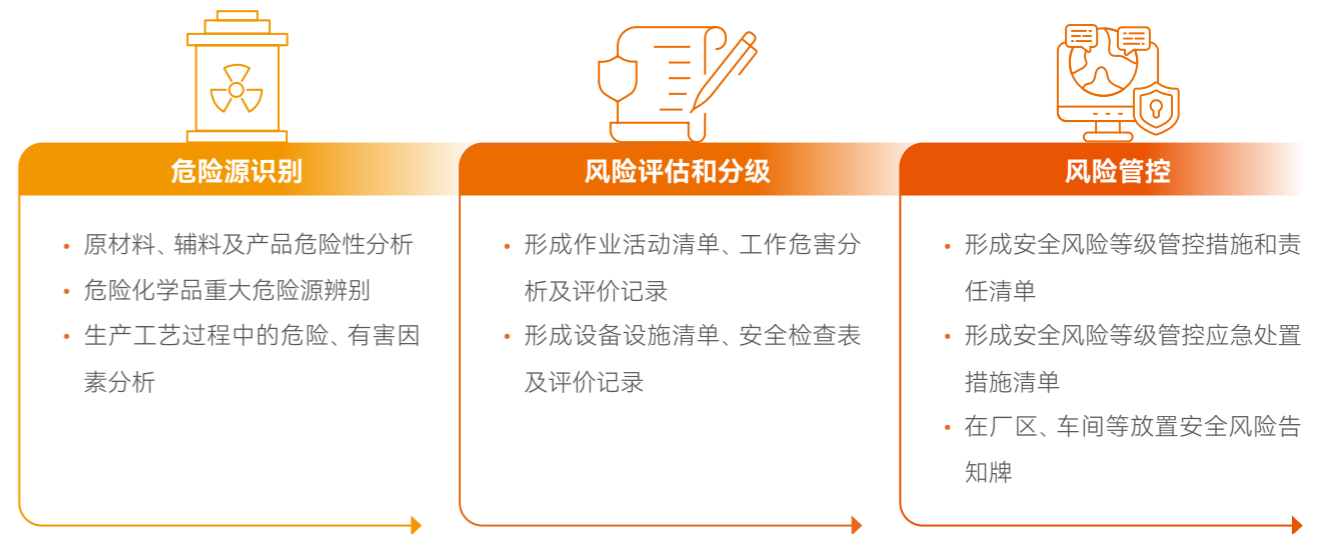 危险源识别
• 原材料、辅料及产品危险性分析
• 危险化学品重大危险源辨别
• 生产工艺过程中的危险、有害因
素分析
风险评估和分级
• 形成作业活动清单、工作危害分
析及评价记录
• 形成设备设施清单、安全检查表
及评价记录
风险管控
• 形成安全风险等级管控措施和责
任清单
• 形成安全风险等级管控应急处置
措施清单
• 在厂区、车间等放置安全风险告
知牌